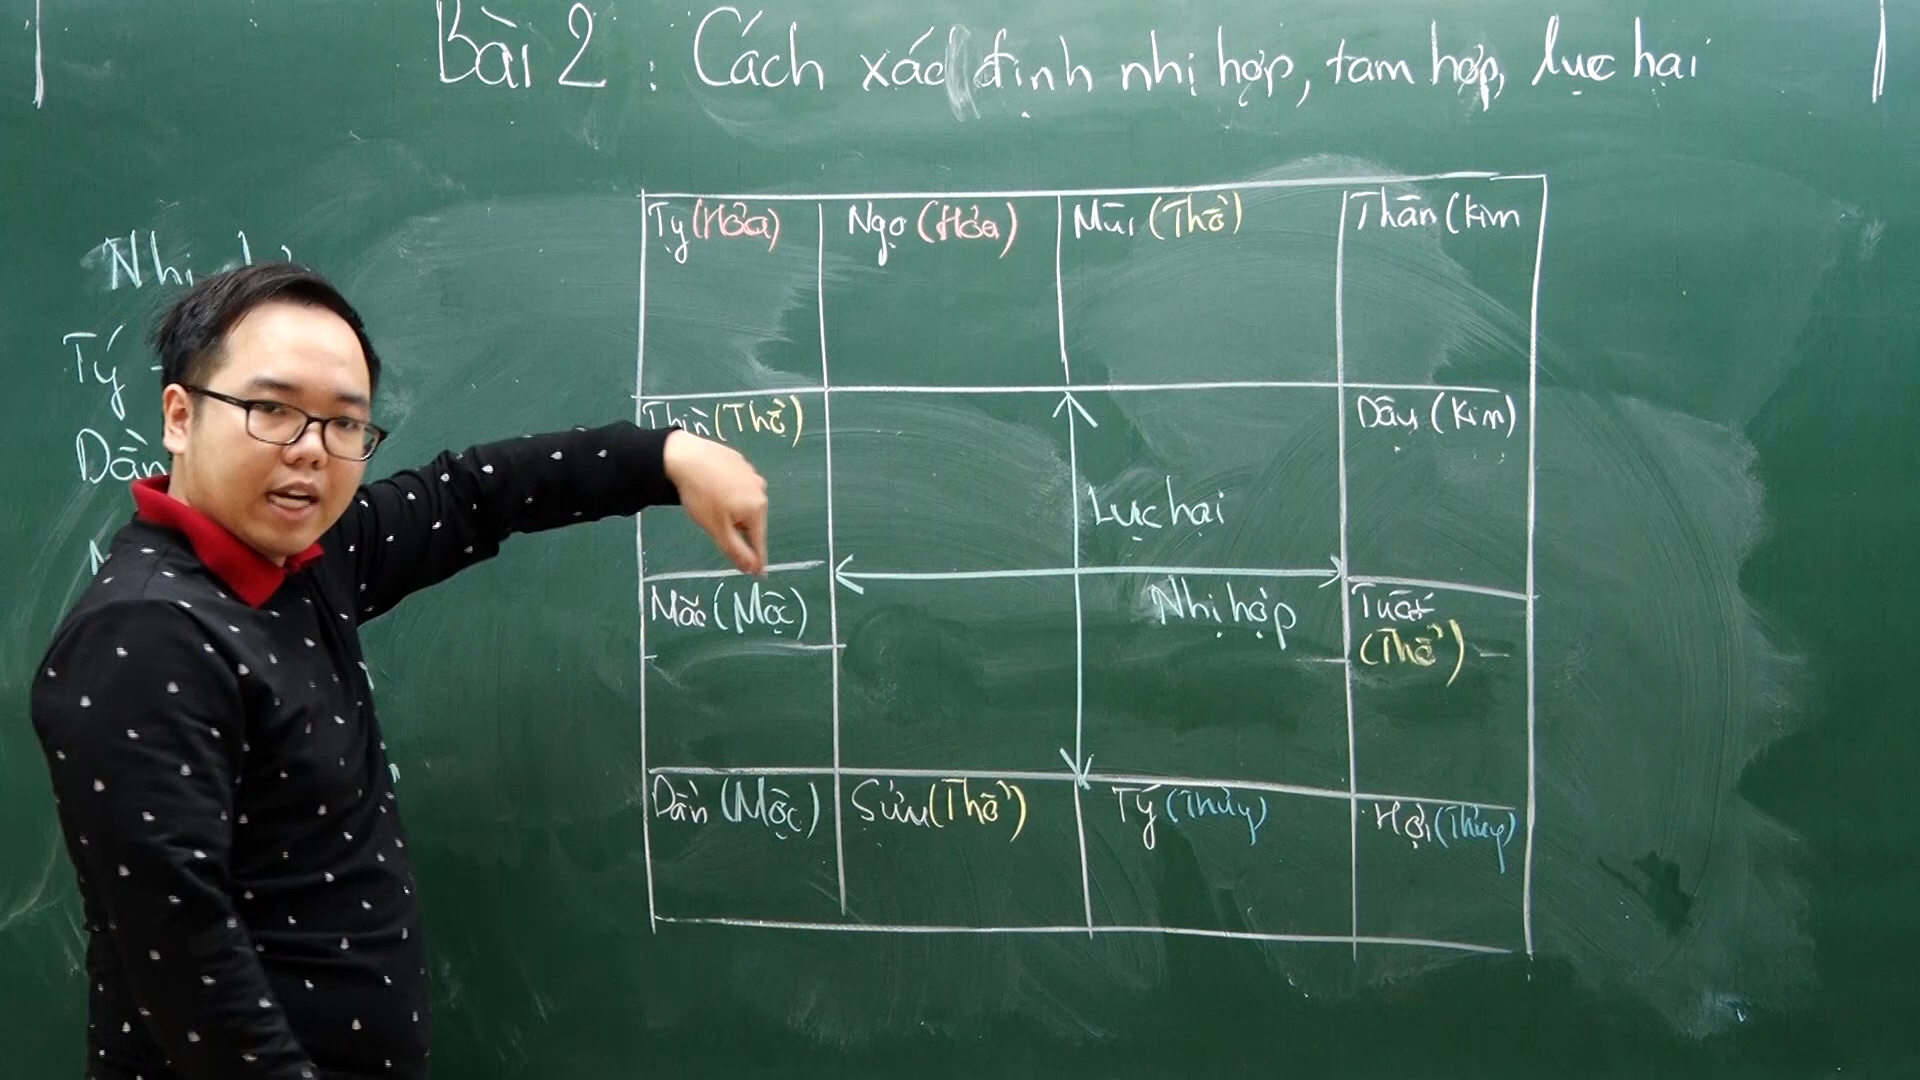 Bài 2 : Cách xác định nhị hợp, tam hợp, lục hại
Tỵ (Hỏa) Ngọ (Hỏa) Mùi (Thổ) Thân (Kim
Nhị
Tý -
Thìn (Thổ) Dậu (Kim)
Dần
Lục hại
Mão (Mộc) Nhị hợp Tuất
(Thổ)
Dần (Mộc) Sửu (Thổ) Tý (Thủy) Hợi (Thủy)